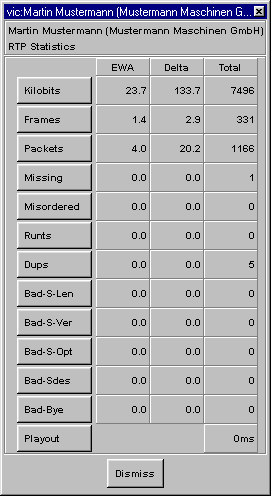 vic:Martin Mustermann (Mustermann Maschinen G...
Martin Mustermann (Mustermann Maschinen GmbH)
RTP Statistics
EWA Delta Total
Kilobits 23.7 133.7 7496
Frames 1.4 2.9 331
Packets 4.0 20.2 1166
Missing 0.0 0.0 1
Misordered 0.0 0.0 0
Runts 0.0 0.0 0
Dups 0.0 0.0 5
Bad-S-Len 0.0 0.0 0
Bad-S-Ver 0.0 0.0 0
Bad-S-Opt 0.0 0.0 0
Bad-Sdes 0.0 0.0 0
Bad-Bye 0.0 0.0 0
Playout 0ms
Dismiss